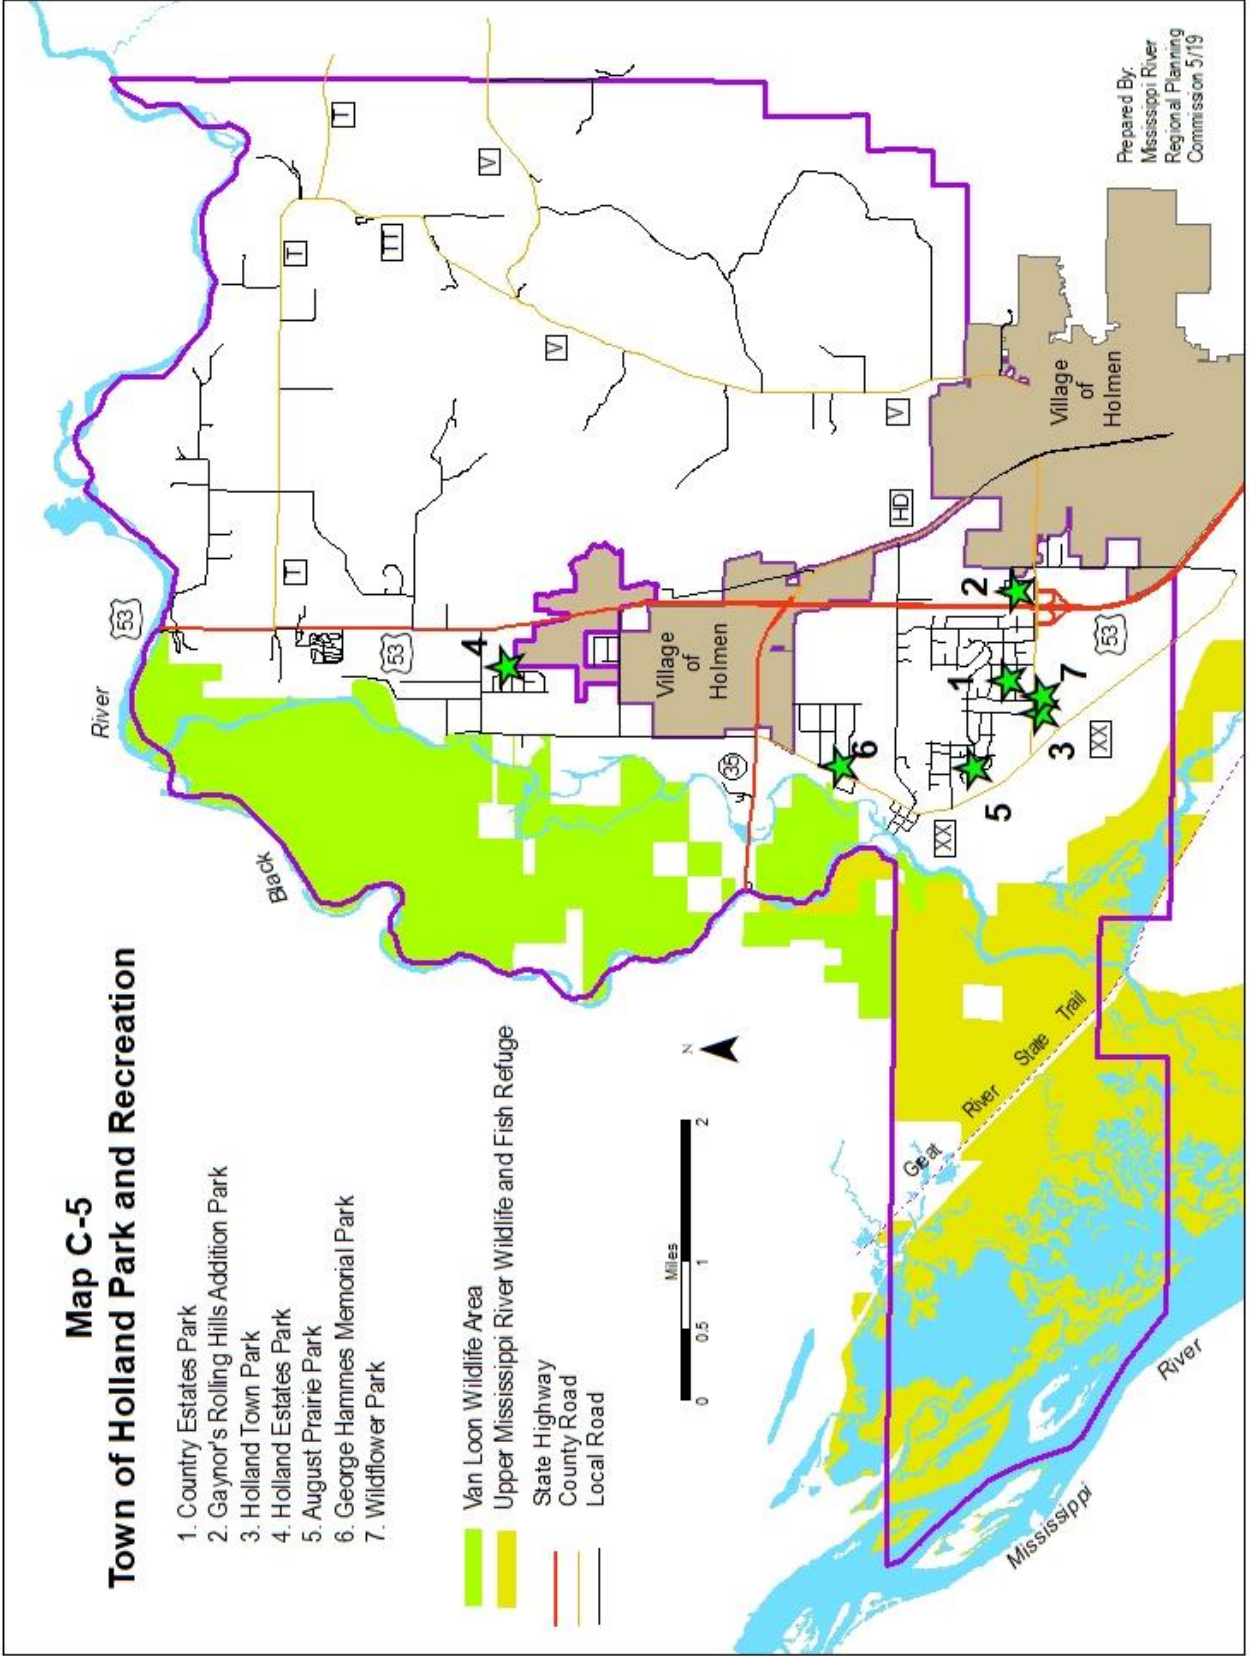 Map C-5
Town of Holland Park and Recreation
1. Country Estates Park
2. Gaynor's Rolling Hills Addition Park
3. Holland Town Park
4. Holland Estates Park
5. August Prairie Park
6. George Hammes Memorial Park
7. Wildflower Park
Van Loon Wildlife Area
Upper Mississippi River Wildlife and Fish Refuge
State Highway
County Road
Local Road
Miles
0 0.5 1 2
N
Black
River
53
T
T
T
TT
V
V
V
53
4
Village
of
Holmen
35
HD
6
2
1
7
3
5
53
XX
XX
Village
of
Holmen
Great River State Trail
Mississippi
River
Prepared By:
Mississippi River
Regional Planning
Commission 5/19